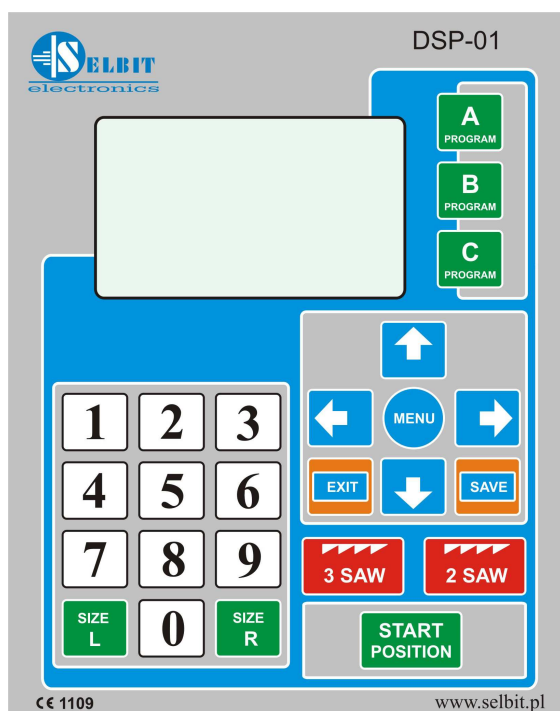 DSP-01
SELBIT
electronics
A
PROGRAM
B
PROGRAM
C
PROGRAM
MENU
EXIT
SAVE
1 2 3
4 5 6
7 8 9
SIZE
L
0
SIZE
R
3 SAW
2 SAW
START
POSITION
CE 1109
www.selbit.pl